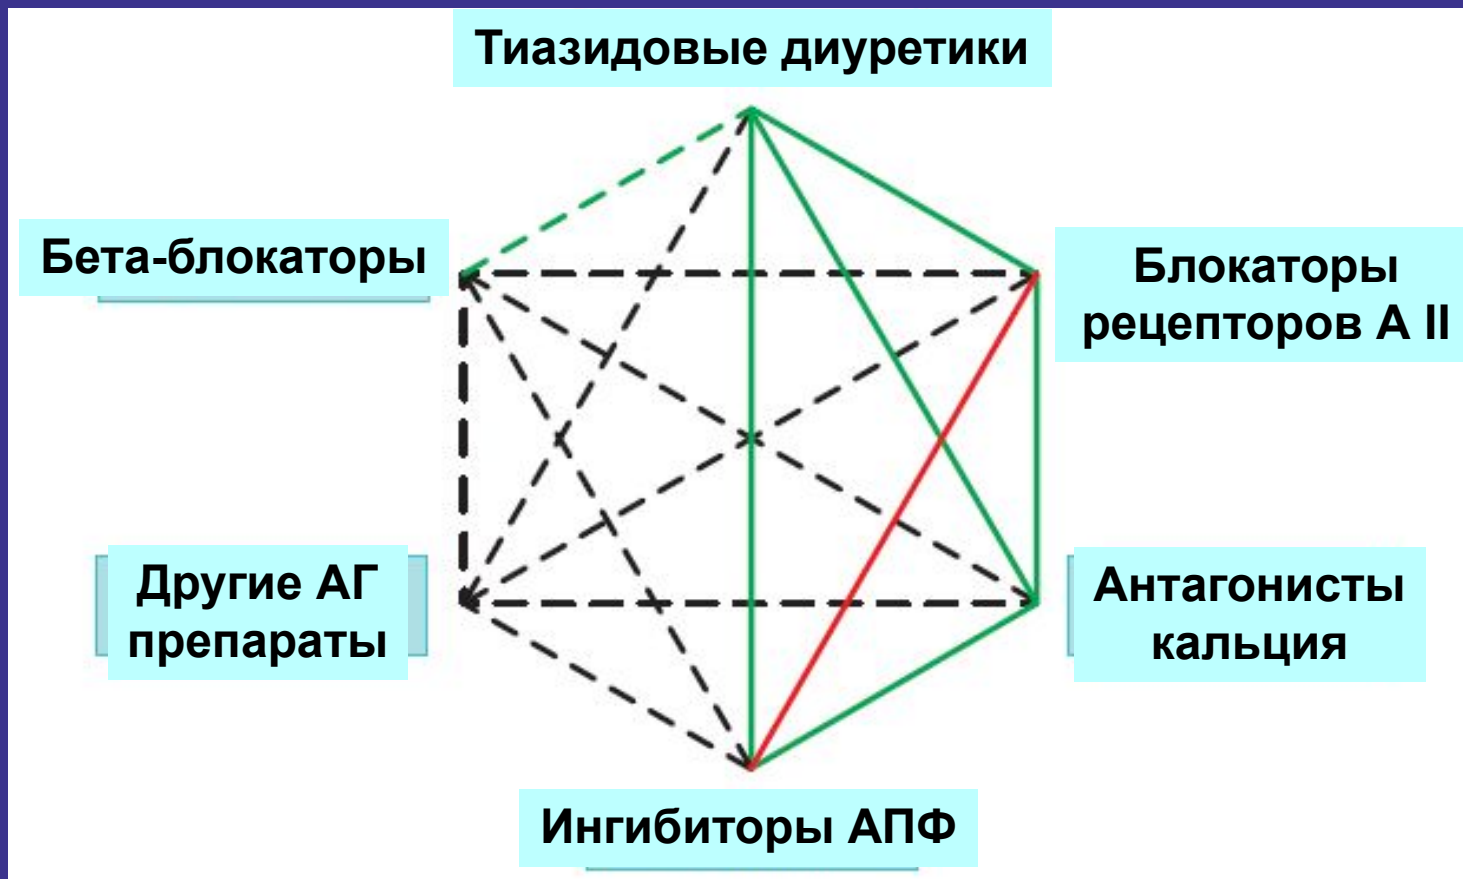 Тиазидовые диуретики
Бета-блокаторы
Блокаторы
рецепторов А II
Другие АГ
препараты
Антагонисты
кальция
Ингибиторы АПФ